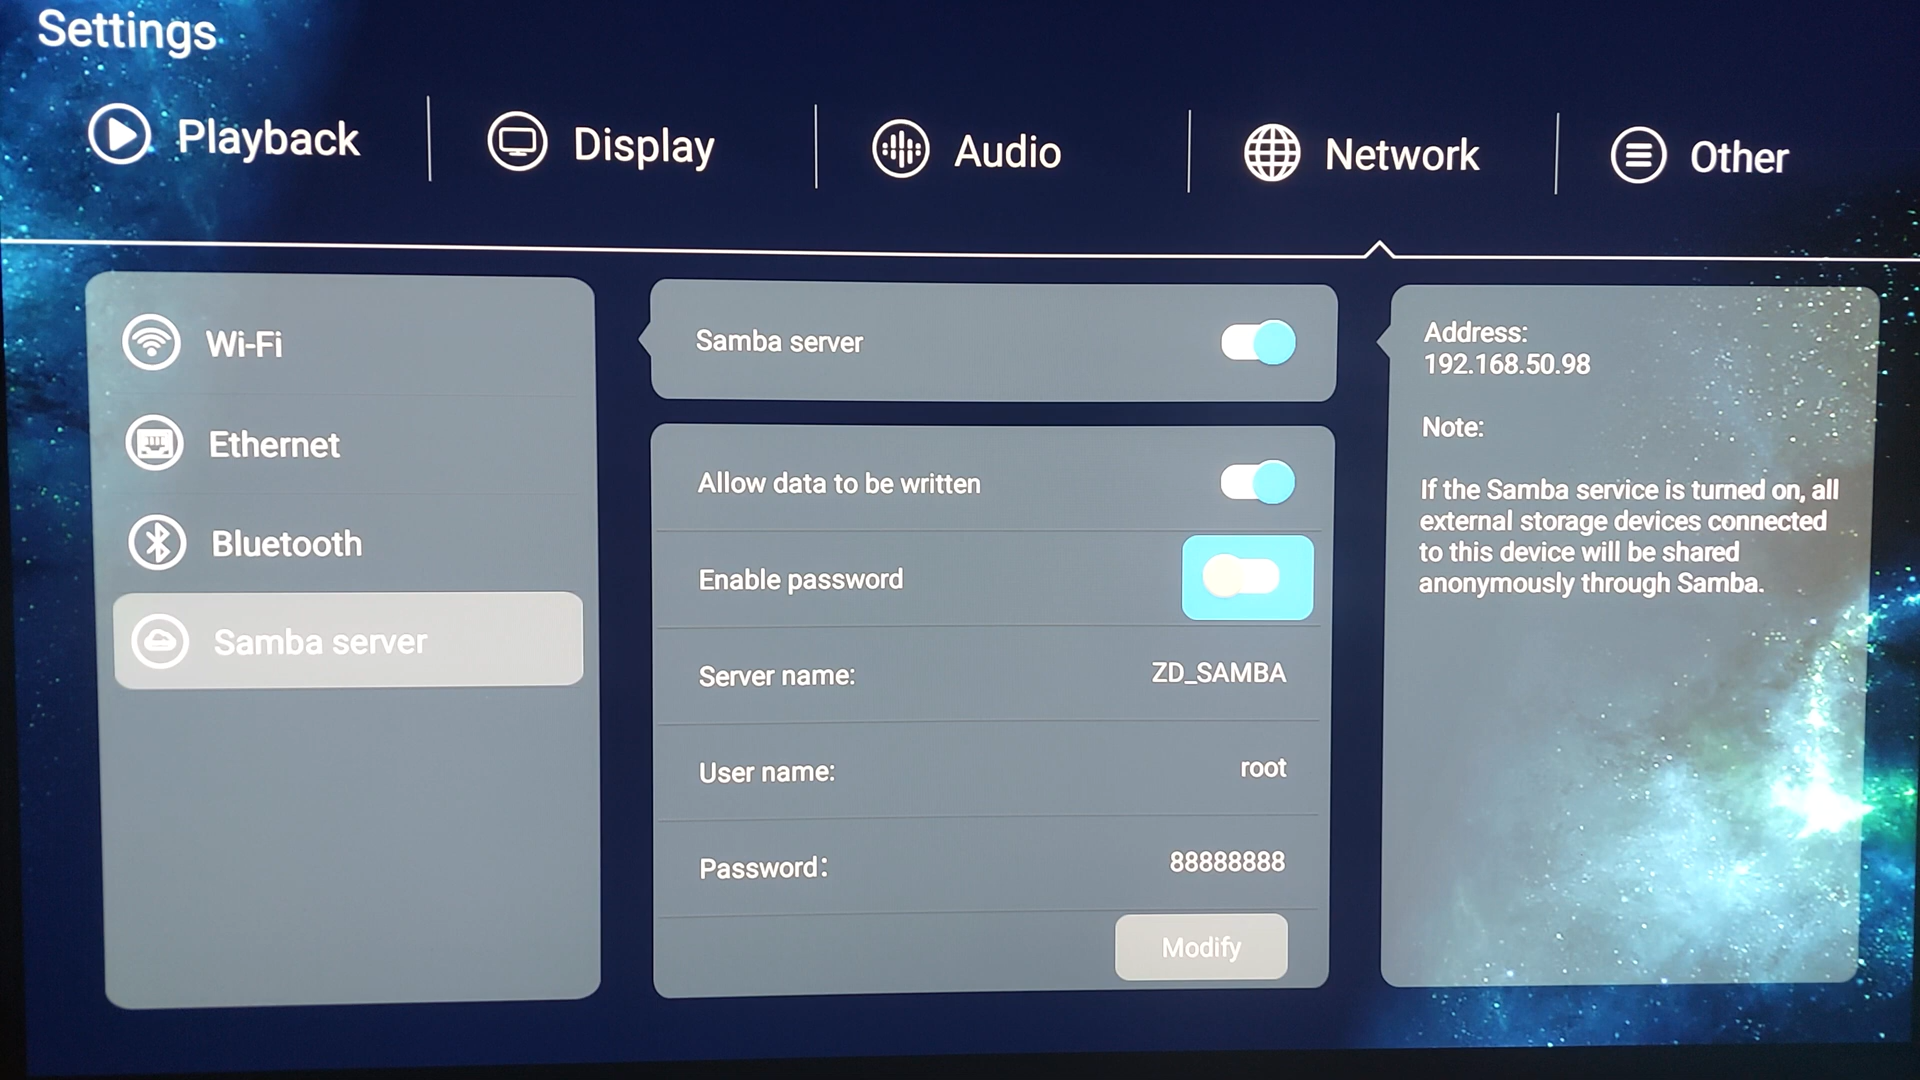 Settings
Playback
Display
Audio
Network
Other
Wi-Fi
Ethernet
Bluetooth
Samba server
Samba server
Allow data to be written
Enable password
Server name: ZD_SAMBA
User name: root
Password: 88888888
Modify
Address:
192.168.50.98
Note:
If the Samba service is turned on, all
external storage devices connected
to this device will be shared
anonymously through Samba.